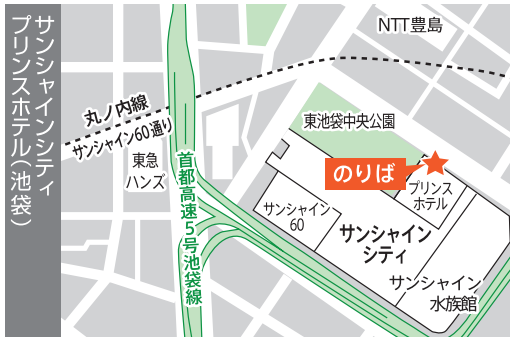 サンシャインシティ
プリンスホテル(池袋)
NTT豊島
丸ノ内線
サンシャイン60通り
東急
ハンズ
首都高速5号池袋線
東池袋中央公園
のりば
プリンス
ホテル
サンシャイン
60
サンシャイン
シティ
サンシャイン
水族館